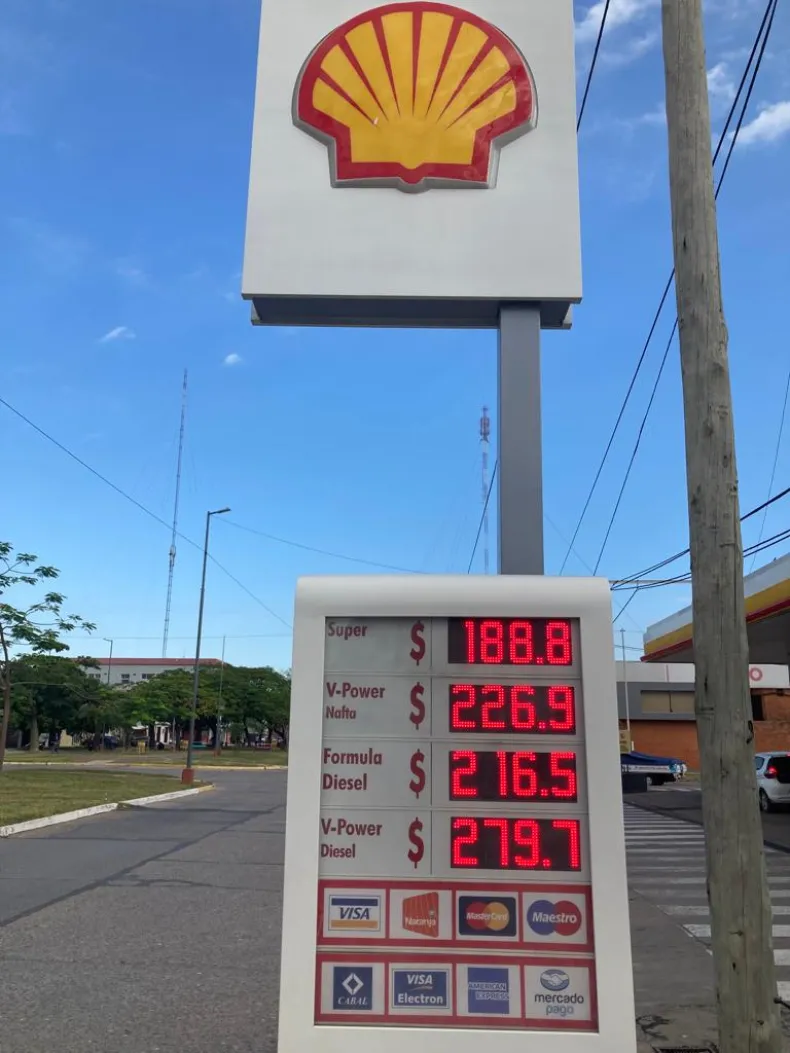 Super $ 188.8
V-Power $ 226.9
Nafta
Formula $ 216.5
Diesel
V-Power $ 279.7
Diesel
VISA Naranja MasterCard Maestro
CABAL VISA Electron AMERICAN EXPRESS mercado pago